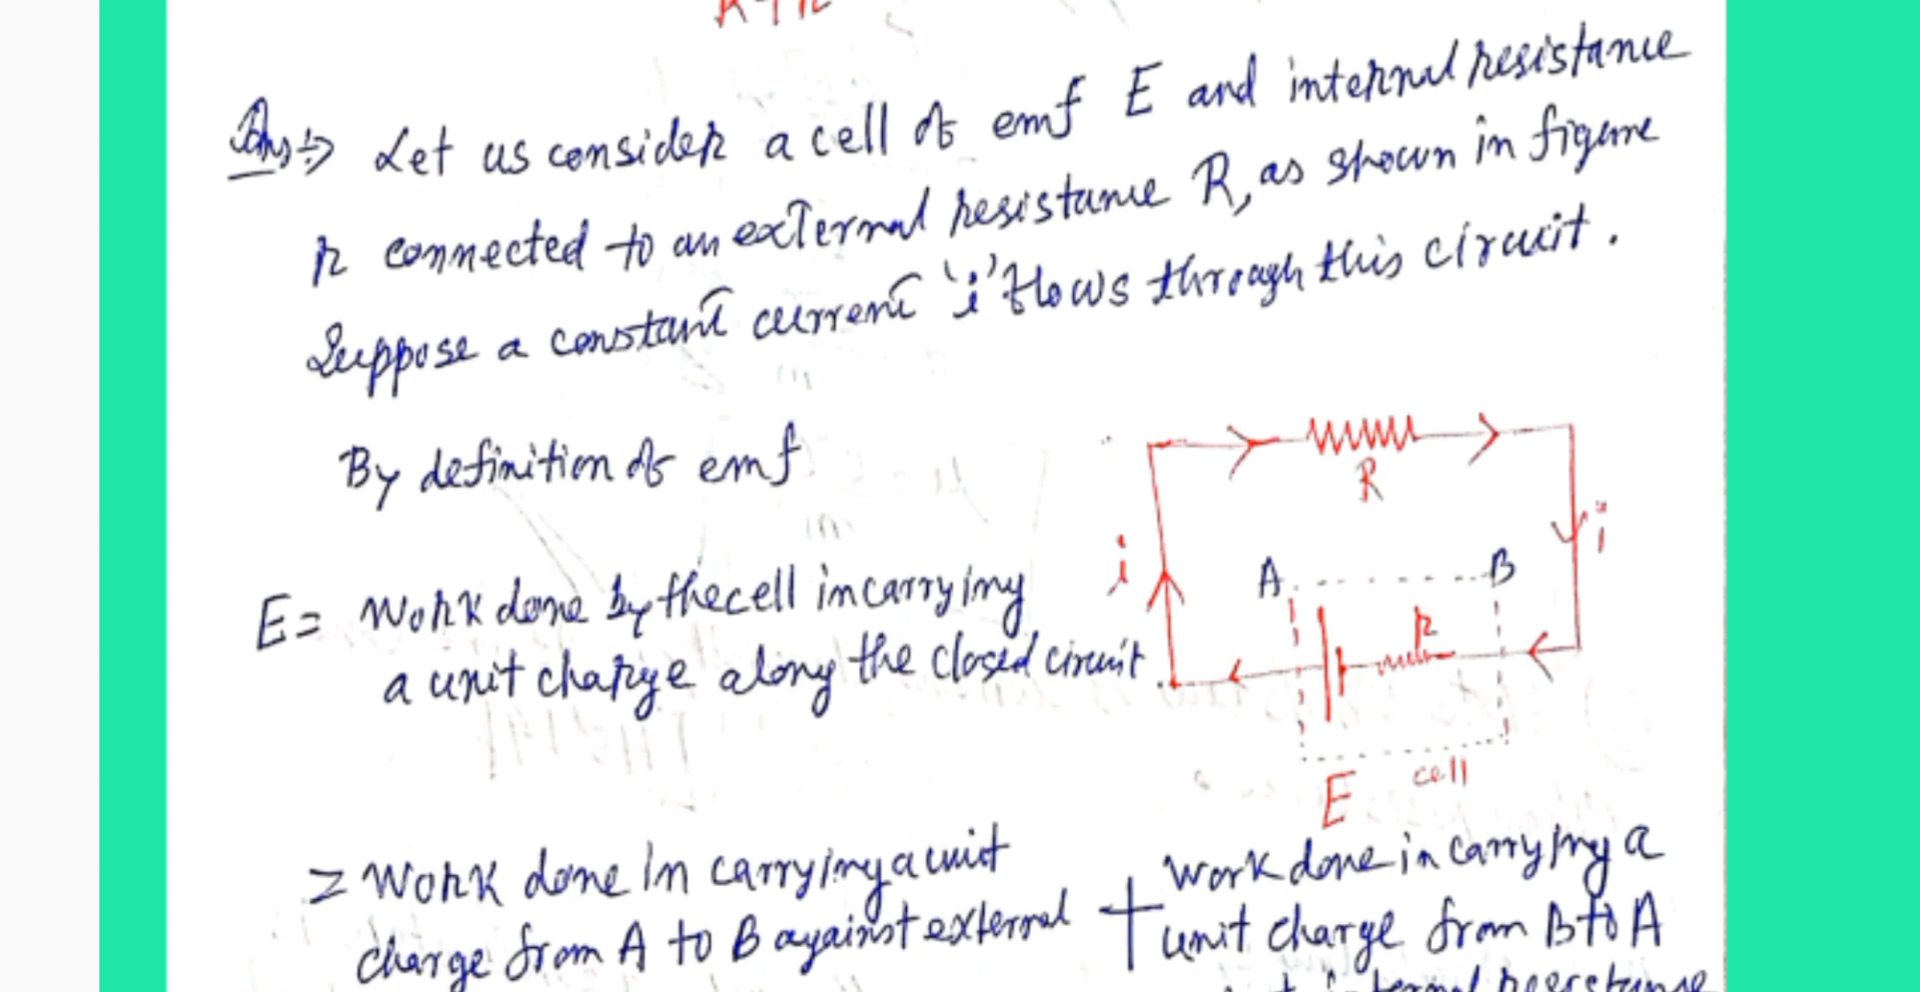 Ans:⇒ Let us consider a cell of emf E and internal resistance
r connected to an external resistance R, as shown in figure
Suppose a constant current 'i' flows through this circuit.
By definition of emf
R
i
i
A
B
E = Work done by the cell in carrying
a unit charge along the closed circuit.
r
cell
E
= Work done in carrying a unit
charge from A to B against external
+
work done in carrying a
unit charge from B to A
internal resistance